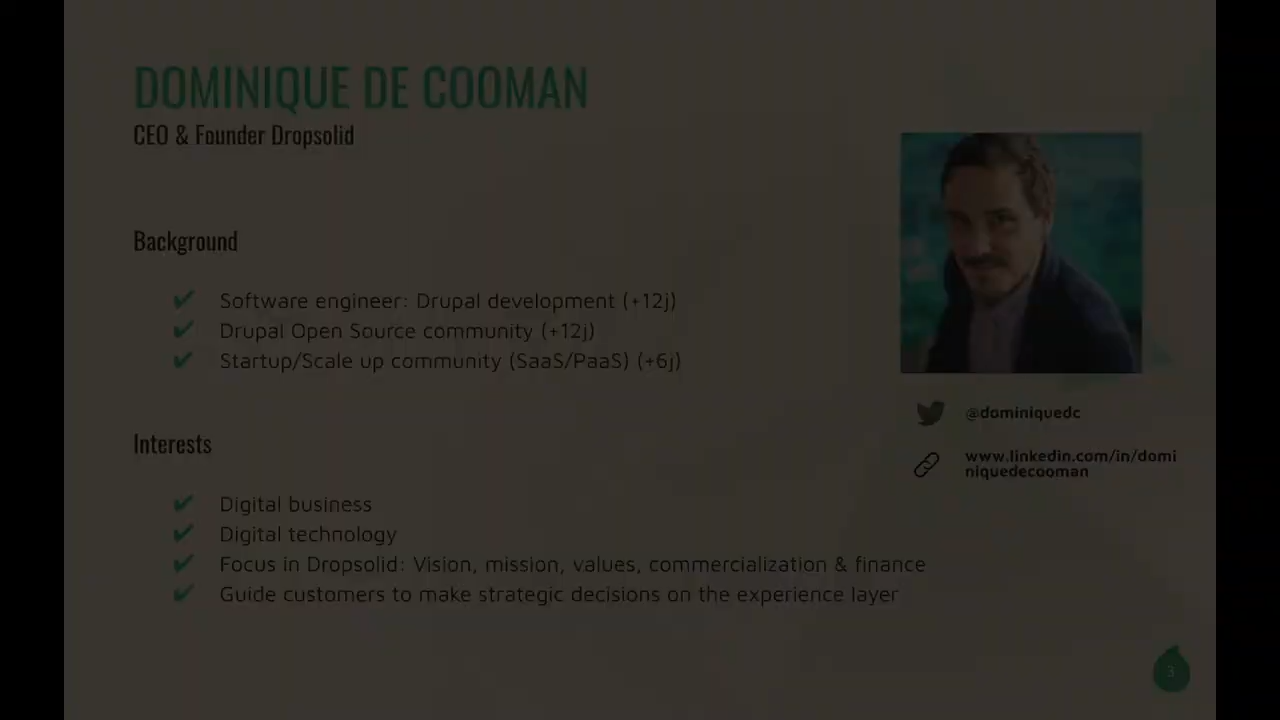 DOMINIQUE DE COOMAN
CEO & Founder Dropsolid
Background
Software engineer: Drupal development (+12j)
Drupal Open Source community (+12j)
Startup/Scale up community (SaaS/PaaS) (+6j)
@dominiquedc
www.linkedin.com/in/domi
niquedecooman
Interests
Digital business
Digital technology
Focus in Dropsolid: Vision, mission, values, commercialization & finance
Guide customers to make strategic decisions on the experience layer
3